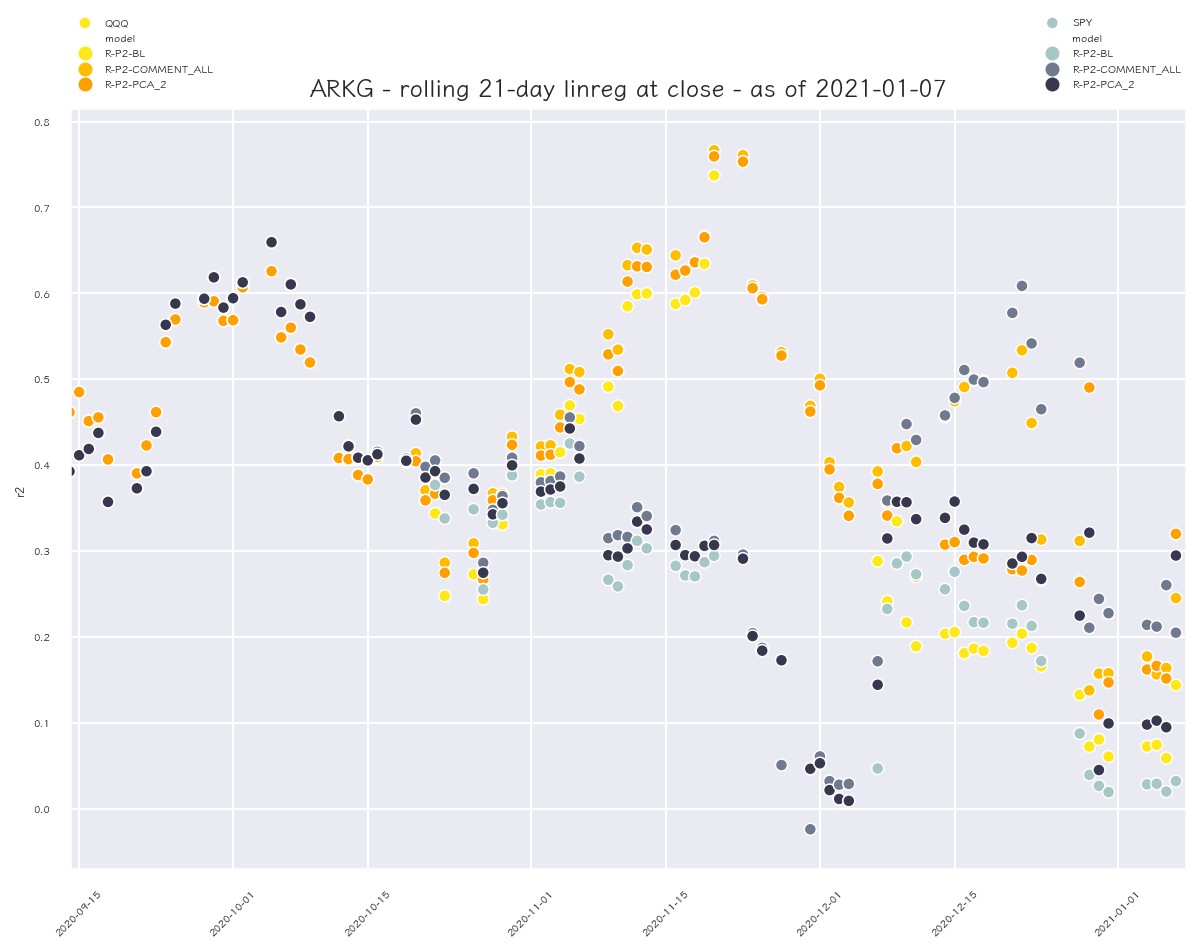 QQQ
model
R-P2-BL
R-P2-COMMENT_ALL
R-P2-PCA_2
SPY
model
R-P2-BL
R-P2-COMMENT_ALL
R-P2-PCA_2
ARKG - rolling 21-day linreg at close - as of 2021-01-07
0.8
0.7
0.6
0.5
0.4
0.3
0.2
0.1
0.0
r2
2020-09-15
2020-10-01
2020-10-15
2020-11-01
2020-11-15
2020-12-01
2020-12-15
2021-01-01